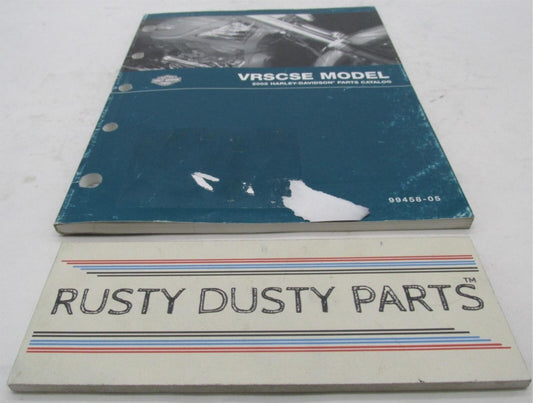 VRSCSE MODEL
2005 HARLEY-DAVIDSON® PARTS CATALOG
99458-05
RUSTY DUSTY PARTS™